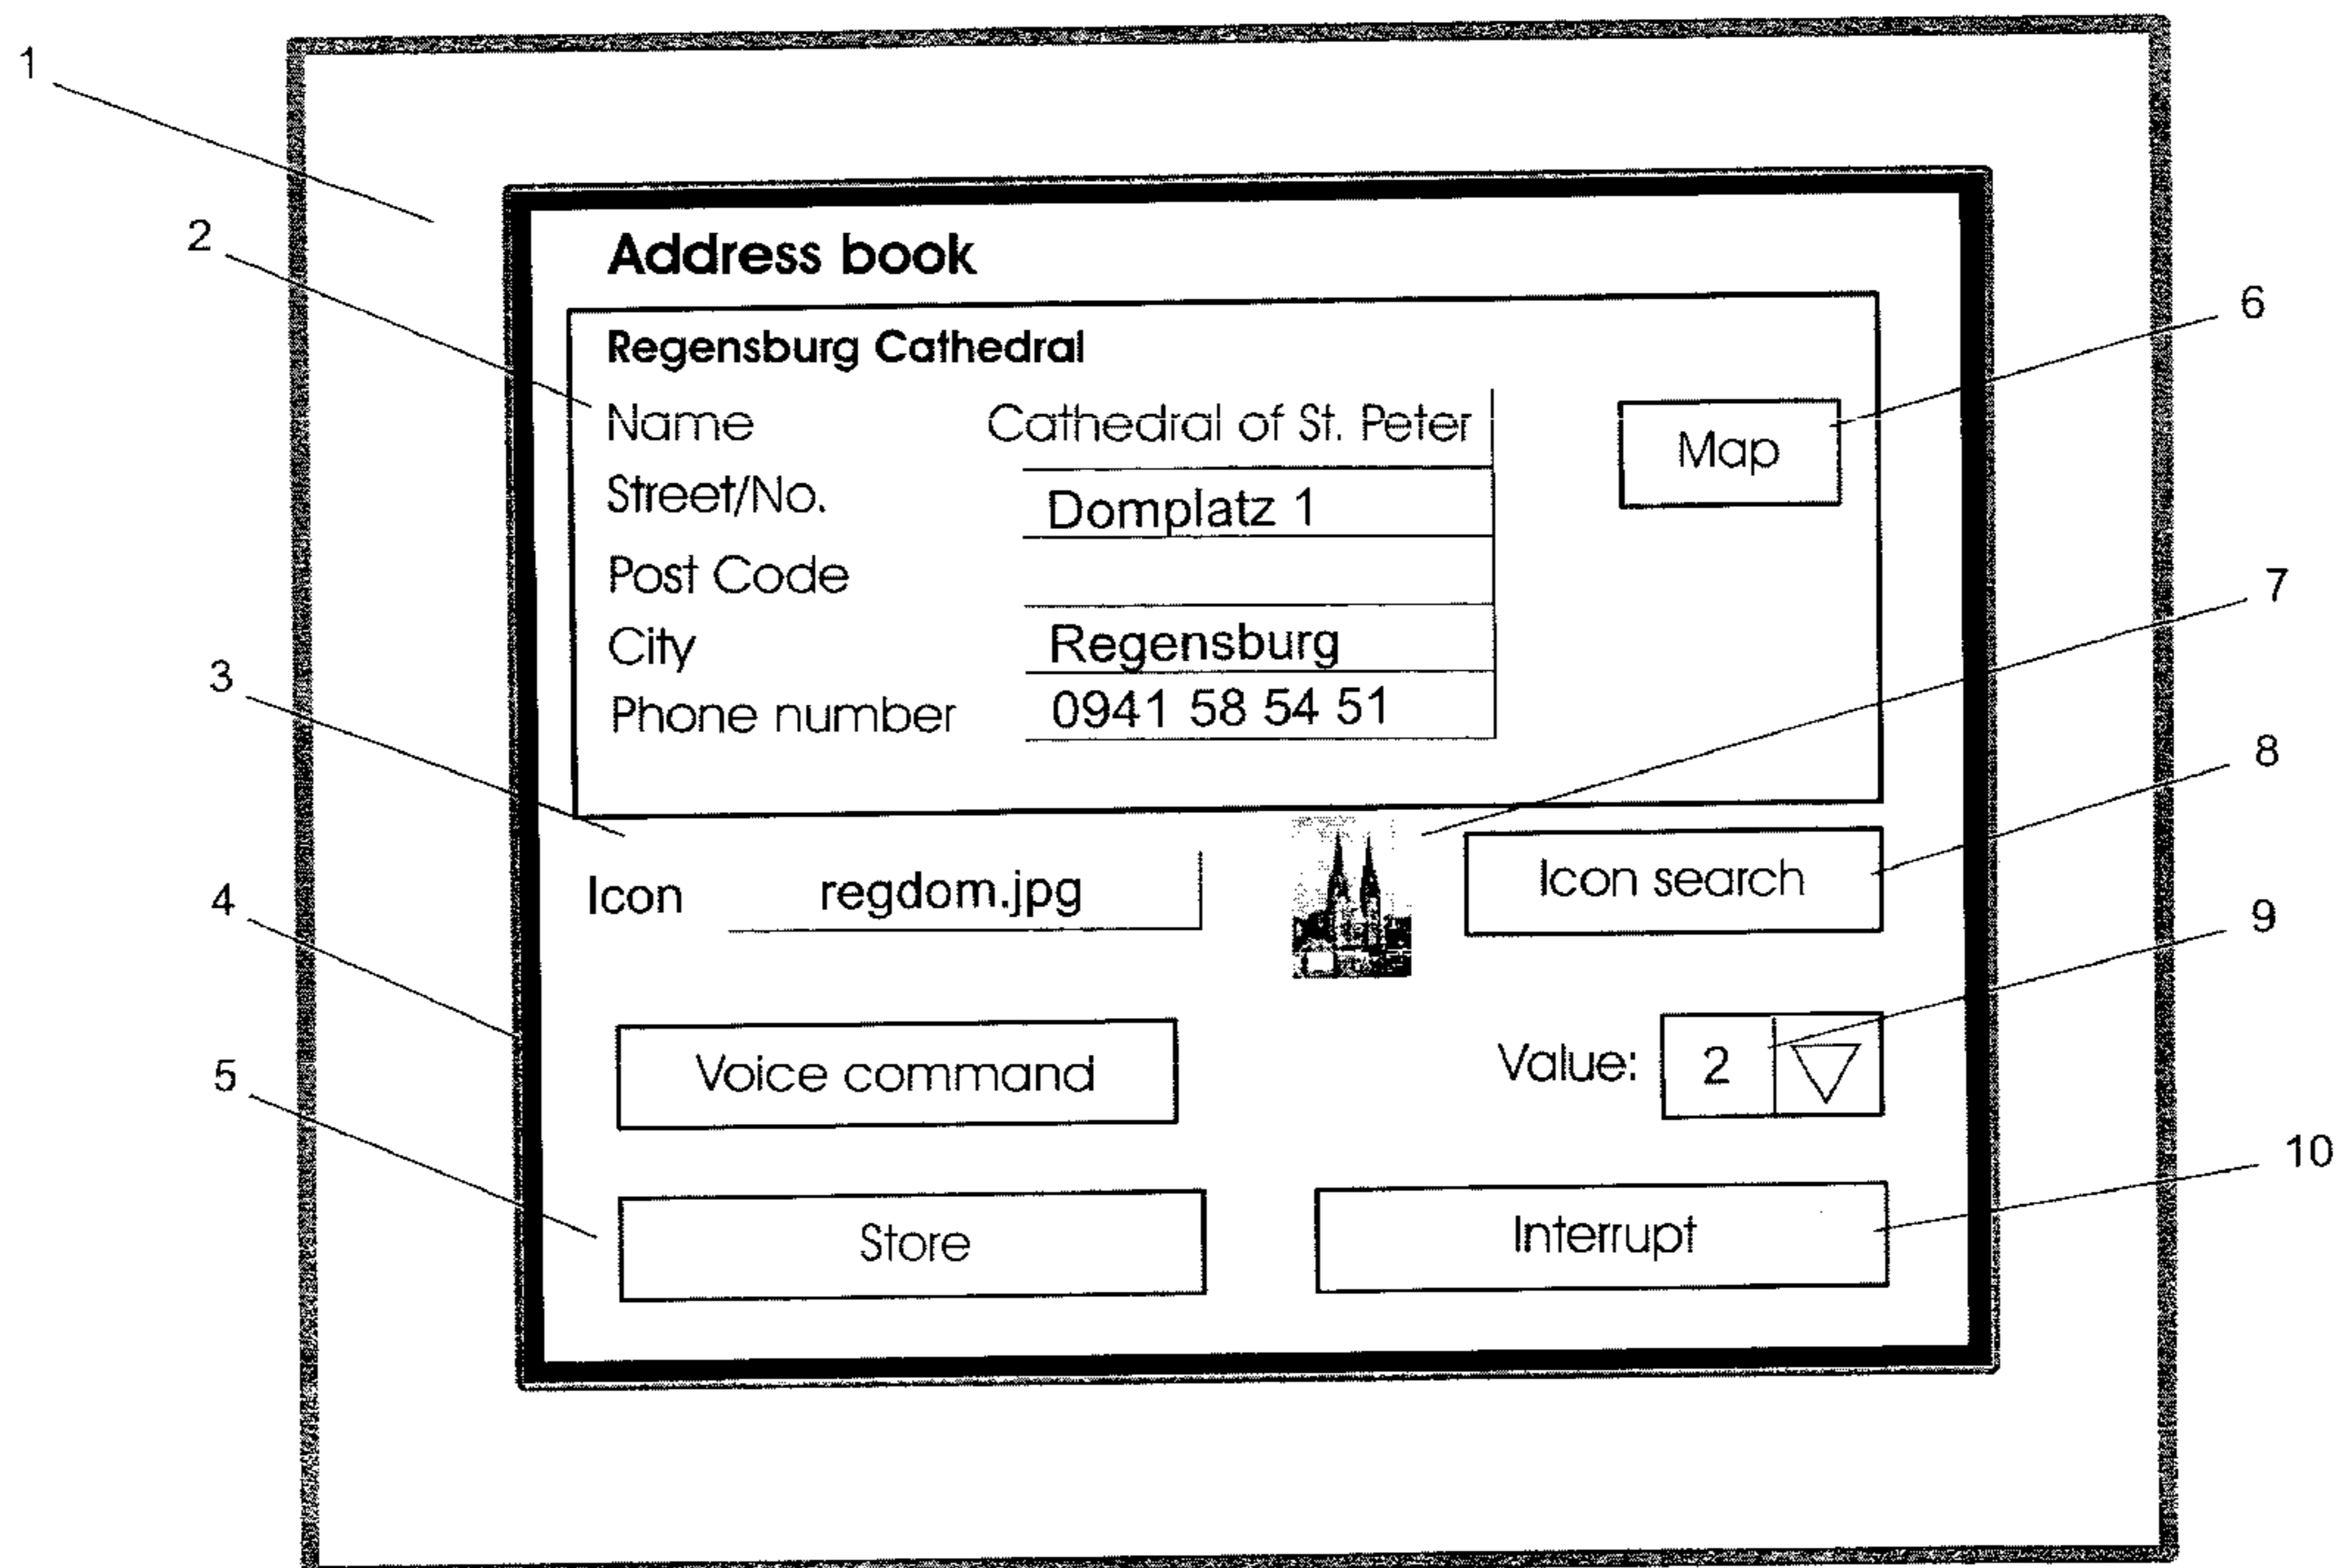 1
Address book
2
Regensburg Cathedral
6
Name Cathedral of St. Peter
Map
Street/No. Domplatz 1
Post Code
7
City Regensburg
3
Phone number 0941 58 54 51
8
Icon regdom.jpg
Icon search
4
9
Voice command
Value: 2
5
10
Store
Interrupt